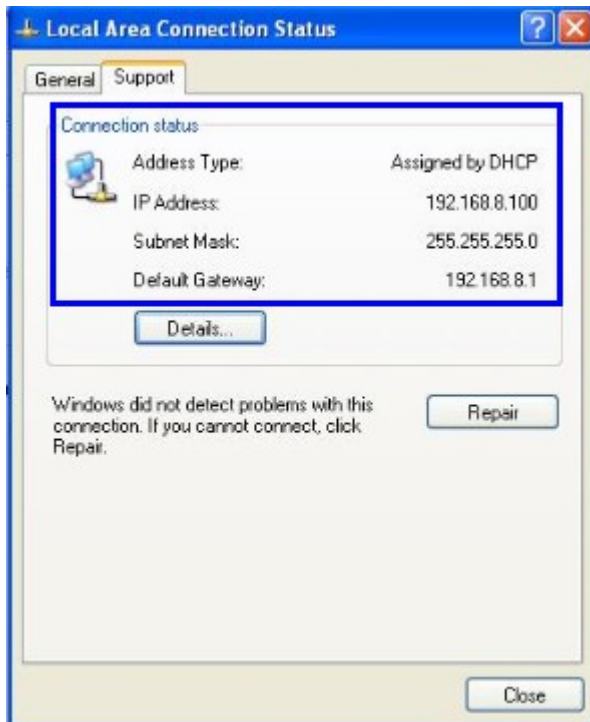 Local Area Connection Status
General Support
Connection status
Address Type: Assigned by DHCP
IP Address: 192.168.8.100
Subnet Mask: 255.255.255.0
Default Gateway: 192.168.8.1
Details...
Windows did not detect problems with this
connection. If you cannot connect, click
Repair.
Repair
Close